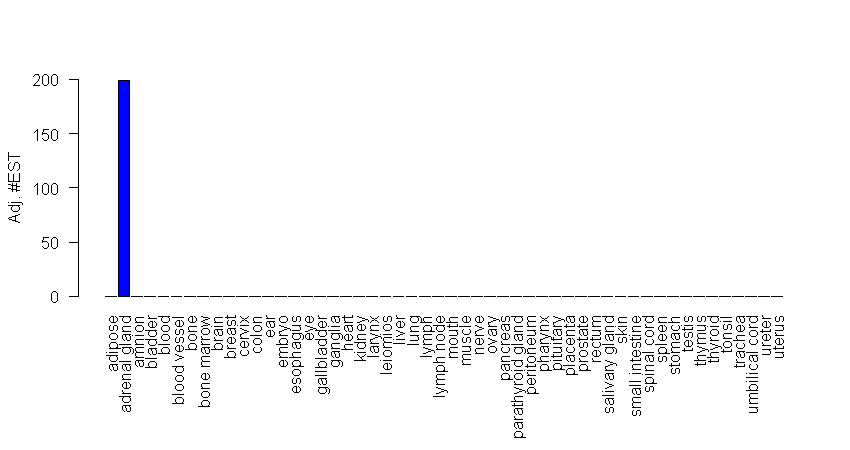 200
150
100
50
0
Adj. #EST
adipose
adrenal gland
amnion
bladder
blood
blood vessel
bone
bone marrow
brain
breast
cervix
colon
ear
embryo
esophagus
eye
gallbladder
ganglia
heart
kidney
larynx
leiomios
liver
lung
lymph
lymph node
mouth
muscle
nerve
ovary
pancreas
parathyroid gland
peritoneum
pharynx
pituitary
placenta
prostate
rectum
salivary gland
skin
small intestine
spinal cord
spleen
stomach
testis
thymus
thyroid
tonsil
trachea
umbilical cord
ureter
uterus